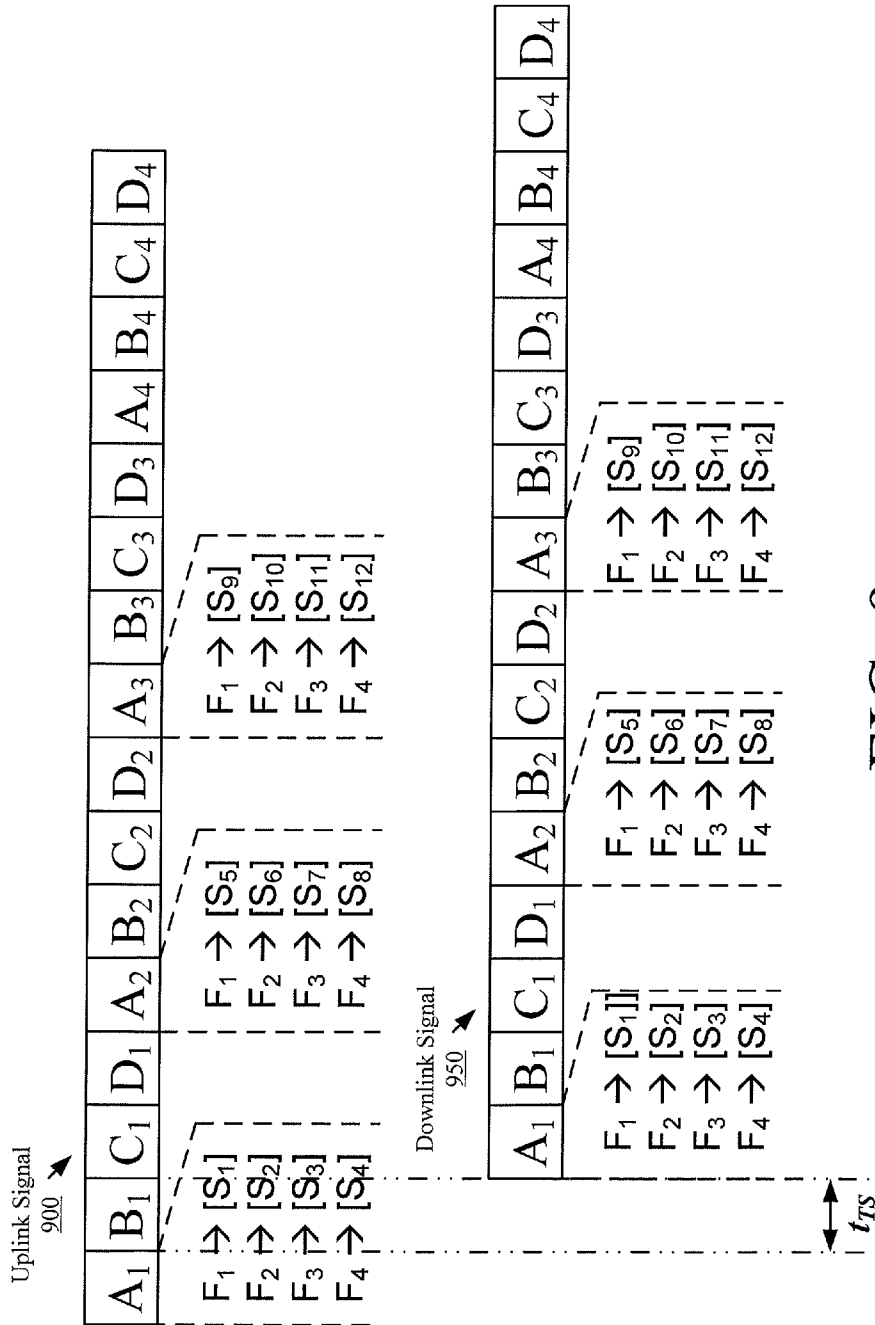 Uplink Signal
900
A₁ B₁ C₁ D₁ A₂ B₂ C₂ D₂ A₃ B₃ C₃ D₃ A₄ B₄ C₄ D₄
F₁ → [S₁]
F₂ → [S₂]
F₃ → [S₃]
F₄ → [S₄]
F₁ → [S₅]
F₂ → [S₆]
F₃ → [S₇]
F₄ → [S₈]
F₁ → [S₉]
F₂ → [S₁₀]
F₃ → [S₁₁]
F₄ → [S₁₂]
Downlink Signal
950
A₁ B₁ C₁ D₁ A₂ B₂ C₂ D₂ A₃ B₃ C₃ D₃ A₄ B₄ C₄ D₄
F₁ → [S₁]]
F₂ → [S₂]
F₃ → [S₃]
F₄ → [S₄]
F₁ → [S₅]
F₂ → [S₆]
F₃ → [S₇]
F₄ → [S₈]
F₁ → [S₉]
F₂ → [S₁₀]
F₃ → [S₁₁]
F₄ → [S₁₂]
t_TS